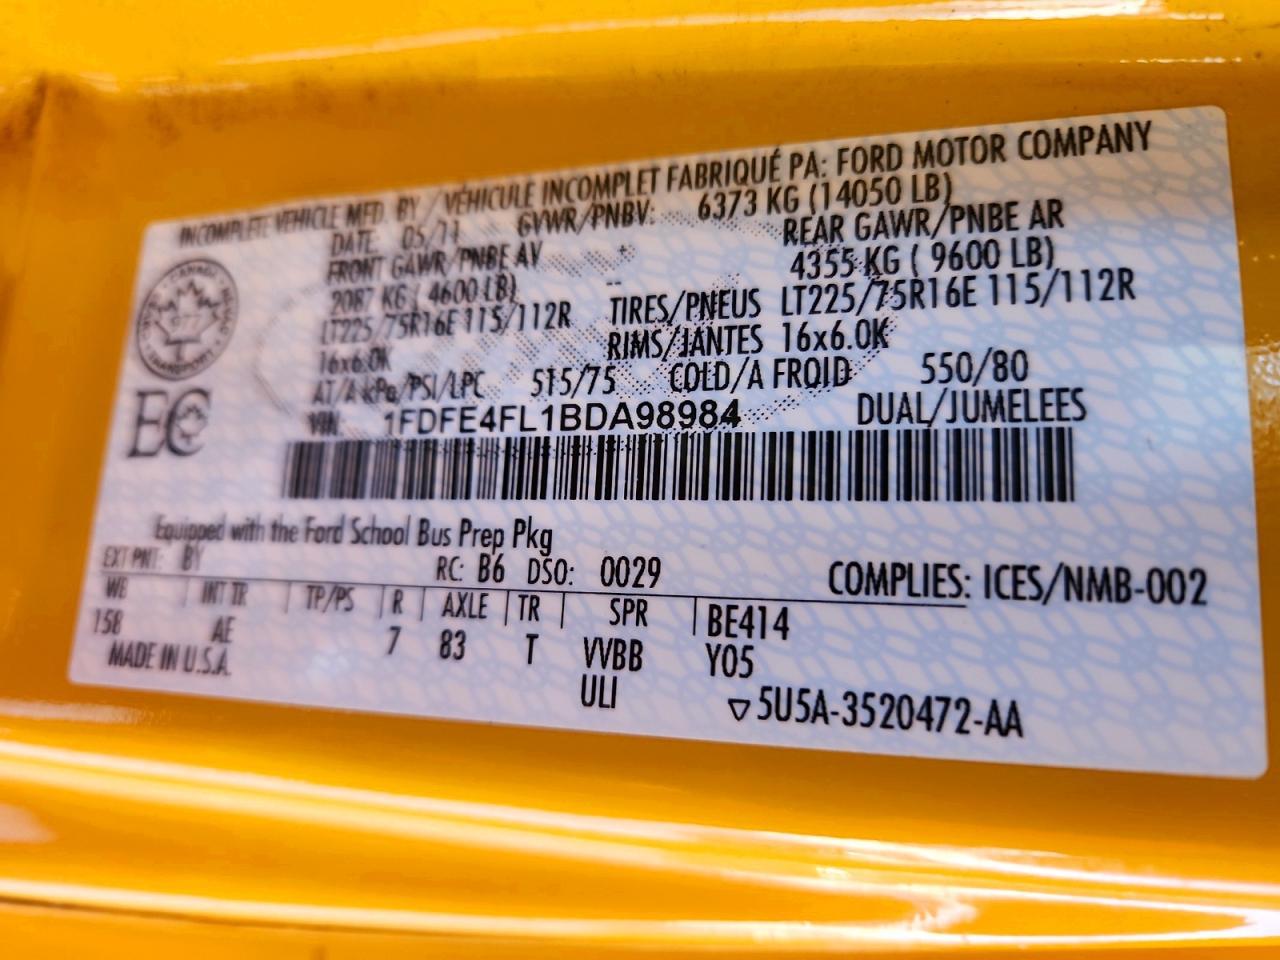 INCOMPLETE VEHICLE MFD. BY / VÉHICULE INCOMPLET FABRIQUÉ PA: FORD MOTOR COMPANY
DATE: 05/11 GVWR/PNBV: 6373 KG (14050 LB)
FRONT GAWR/PNBE AV REAR GAWR/PNBE AR
2087 KG ( 4600 LB) 4355 KG ( 9600 LB)
LT225/75R16E 115/112R TIRES/PNEUS LT225/75R16E 115/112R
16x6.0K RIMS/JANTES 16x6.0K
AT/A kPa/PSI/LPC 515/75 COLD/A FROID 550/80
VIN: 1FDFE4FL1BDA98984 DUAL/JUMELEES
EC
Equipped with the Ford School Bus Prep Pkg
EXT PNT: BY RC: B6 DSO: 0029 COMPLIES: ICES/NMB-002
WB INT TR TP/PS R AXLE TR SPR BE414
158 AE 7 83 T VVBB Y05
MADE IN U.S.A. ULI ▽5U5A-3520472-AA